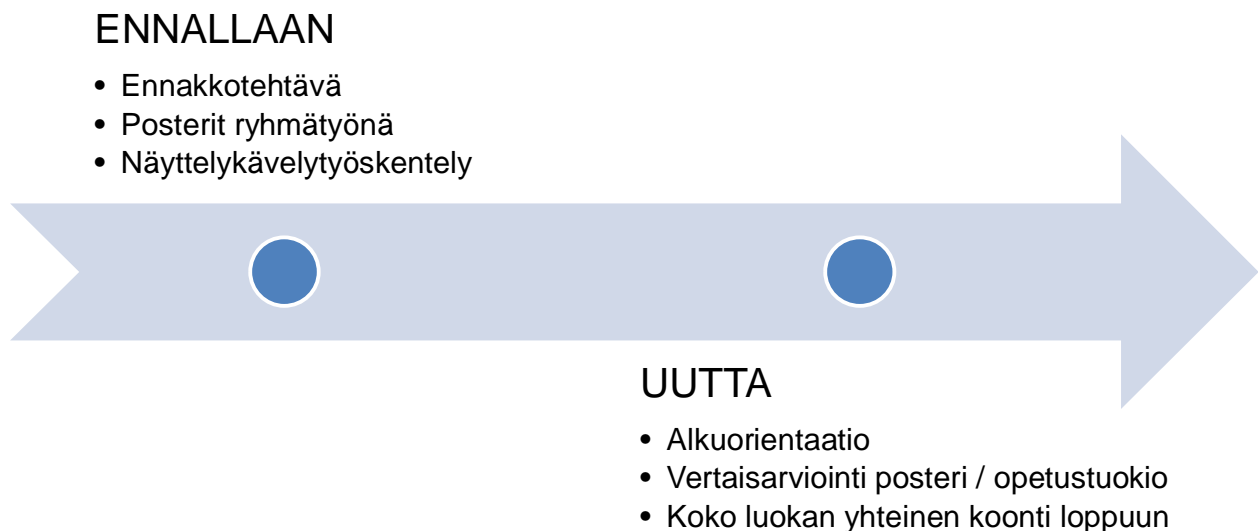 ENNALLAAN
• Ennakkotehtävä
• Posterit ryhmätyönä
• Näyttelykävelytyöskentely
UUTTA
• Alkuorientaatio
• Vertaisarviointi posteri / opetustuokio
• Koko luokan yhteinen koonti loppuun